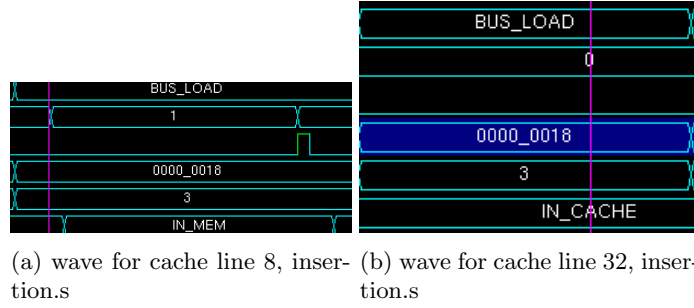 BUS_LOAD
1
0000_0018
3
IN_MEM
BUS_LOAD
0
0000_0018
3
IN_CACHE
(a) wave for cache line 8, inser-
tion.s
(b) wave for cache line 32, inser-
tion.s